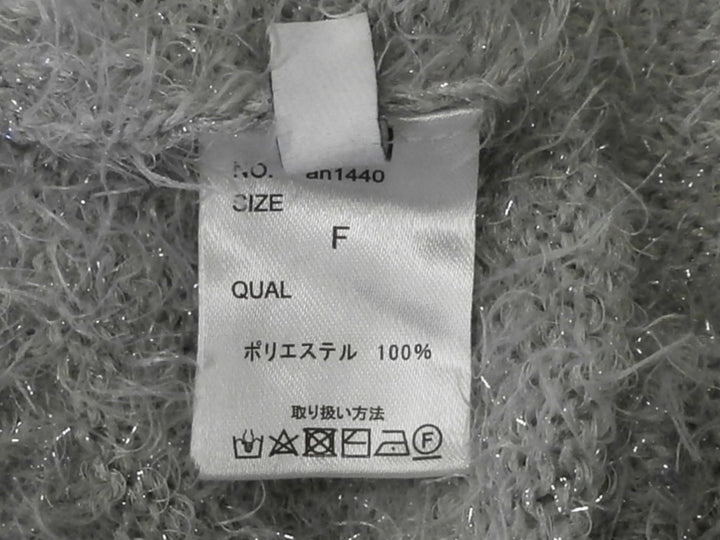 NO. an1440
SIZE
F
QUAL
ポリエステル 100%
取り扱い方法
F